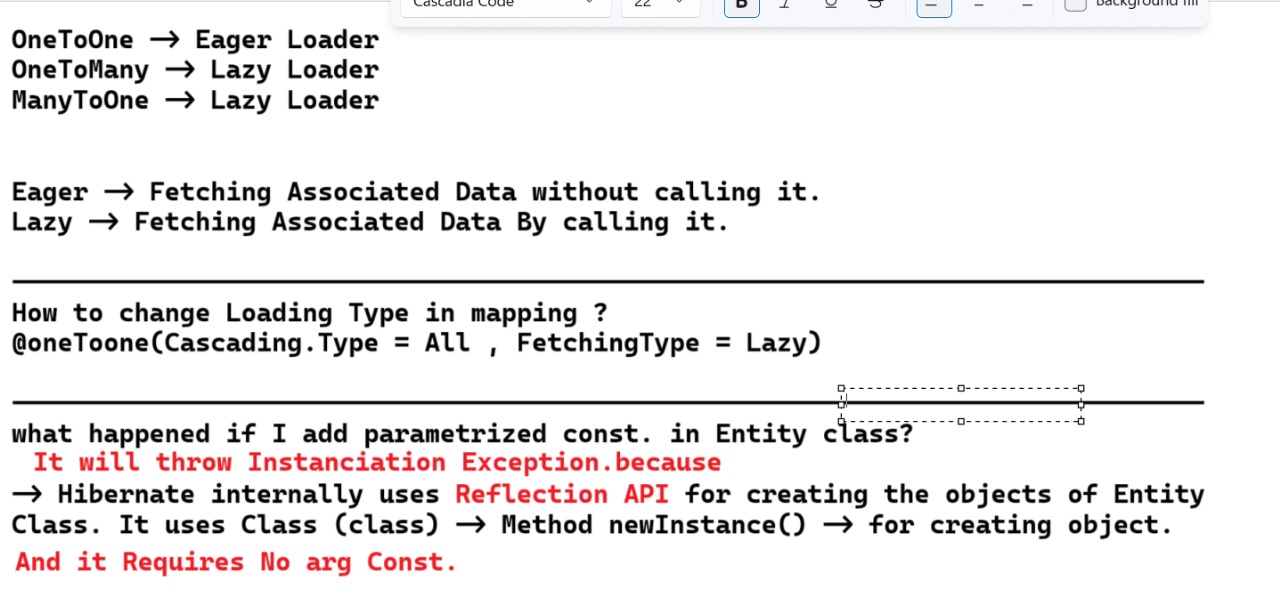 Cascadia Code 22 B I U S Background fill
OneToOne → Eager Loader
OneToMany → Lazy Loader
ManyToOne → Lazy Loader
Eager → Fetching Associated Data without calling it.
Lazy → Fetching Associated Data By calling it.
How to change Loading Type in mapping ?
@oneToone(Cascading.Type = All , FetchingType = Lazy)
what happened if I add parametrized const. in Entity class?
It will throw Instanciation Exception.because
→ Hibernate internally uses Reflection API for creating the objects of Entity
Class. It uses Class (class) → Method newInstance() → for creating object.
And it Requires No arg Const.